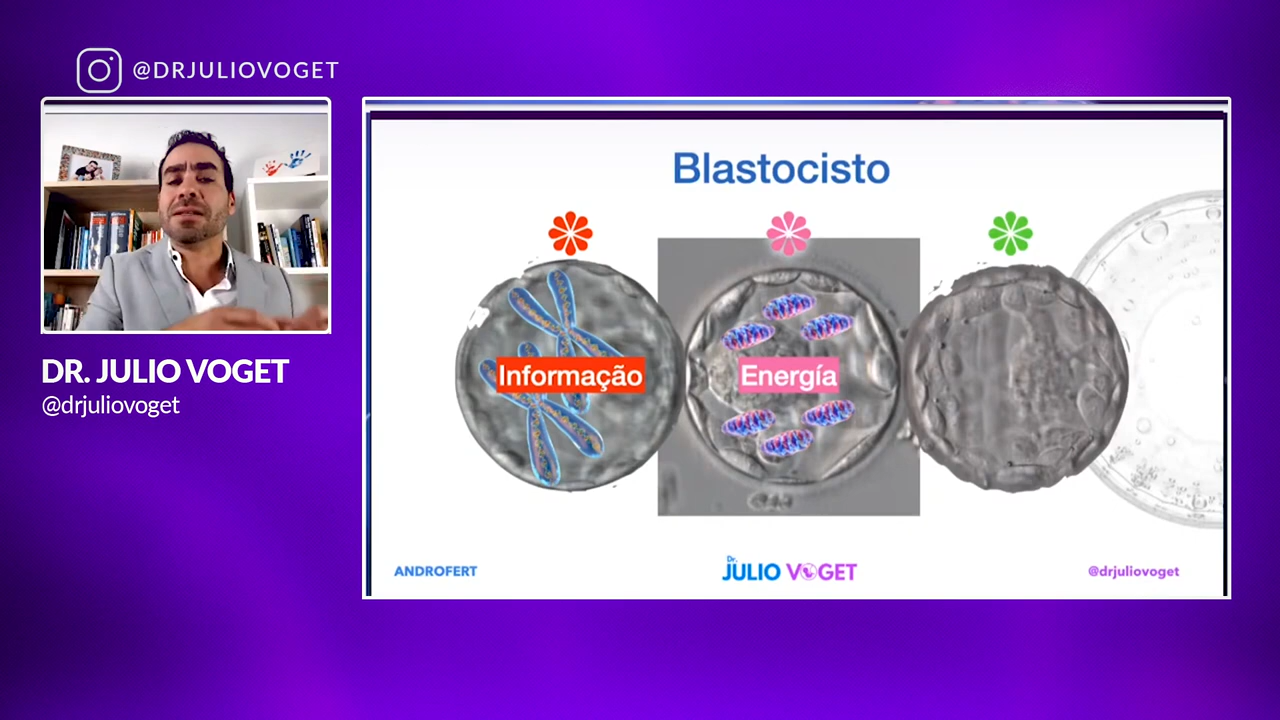 @DRJULIOVOGET
DR. JULIO VOGET
@drjuliovoget
Blastocisto
Informação
Energía
ANDROFERT
Dr.
JULIO VOGET
@drjuliovoget